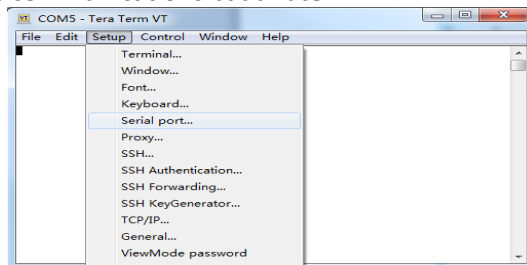 COM5 - Tera Term VT
File Edit Setup Control Window Help
Terminal...
Window...
Font...
Keyboard...
Serial port...
Proxy...
SSH...
SSH Authentication...
SSH Forwarding...
SSH KeyGenerator...
TCP/IP...
General...
ViewMode password